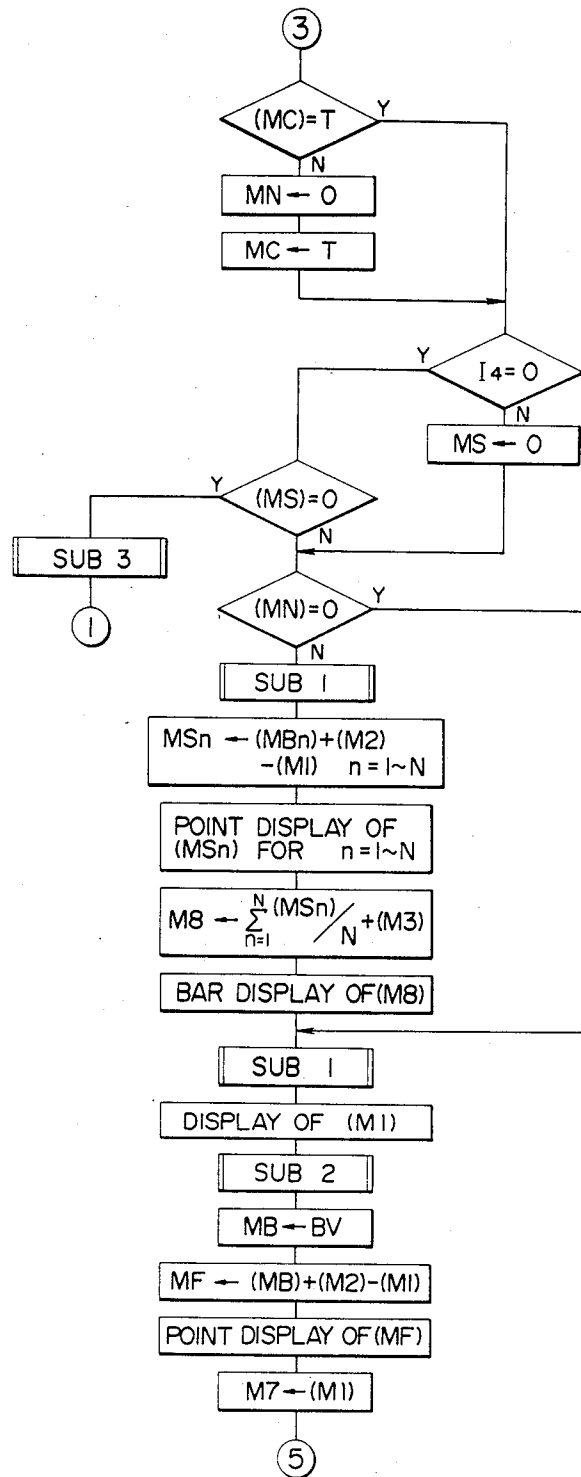 3
(MC)=T
Y
N
MN ← O
MC ← T
Y
I4=O
N
MS ← O
Y
(MS)=O
N
SUB 3
1
(MN)=O
Y
N
SUB 1
MSn ← (MBn)+(M2)
-(M1) n=1~N
POINT DISPLAY OF
(MSn) FOR n=1~N
M8 ← N∑n=1 (MSn)/N+(M3)
BAR DISPLAY OF(M8)
SUB 1
DISPLAY OF (M1)
SUB 2
MB ← BV
MF ← (MB)+(M2)-(M1)
POINT DISPLAY OF(MF)
M7 ← (M1)
5